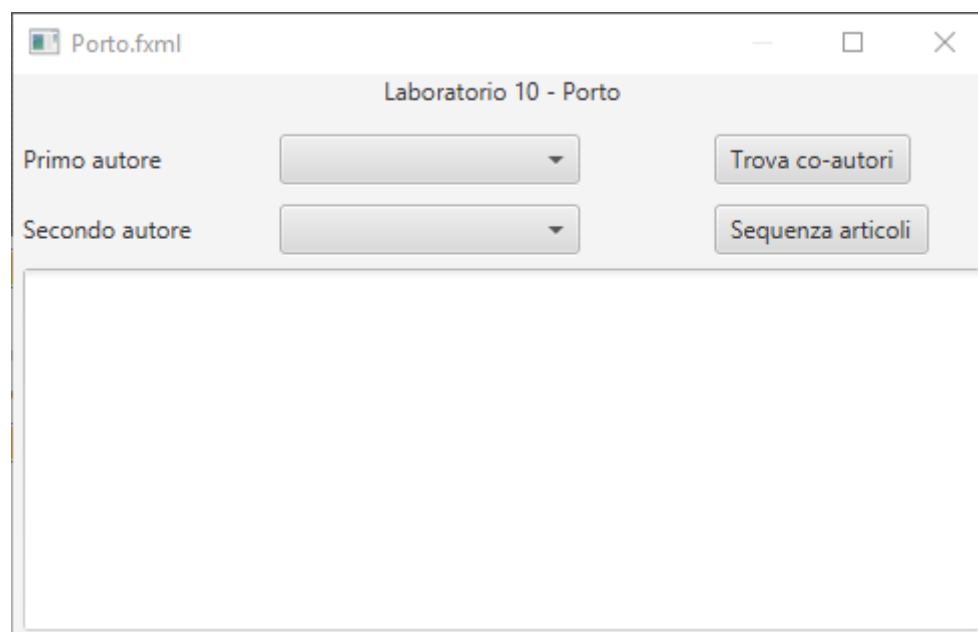 Porto.fxml
Laboratorio 10 - Porto
Primo autore
Trova co-autori
Secondo autore
Sequenza articoli